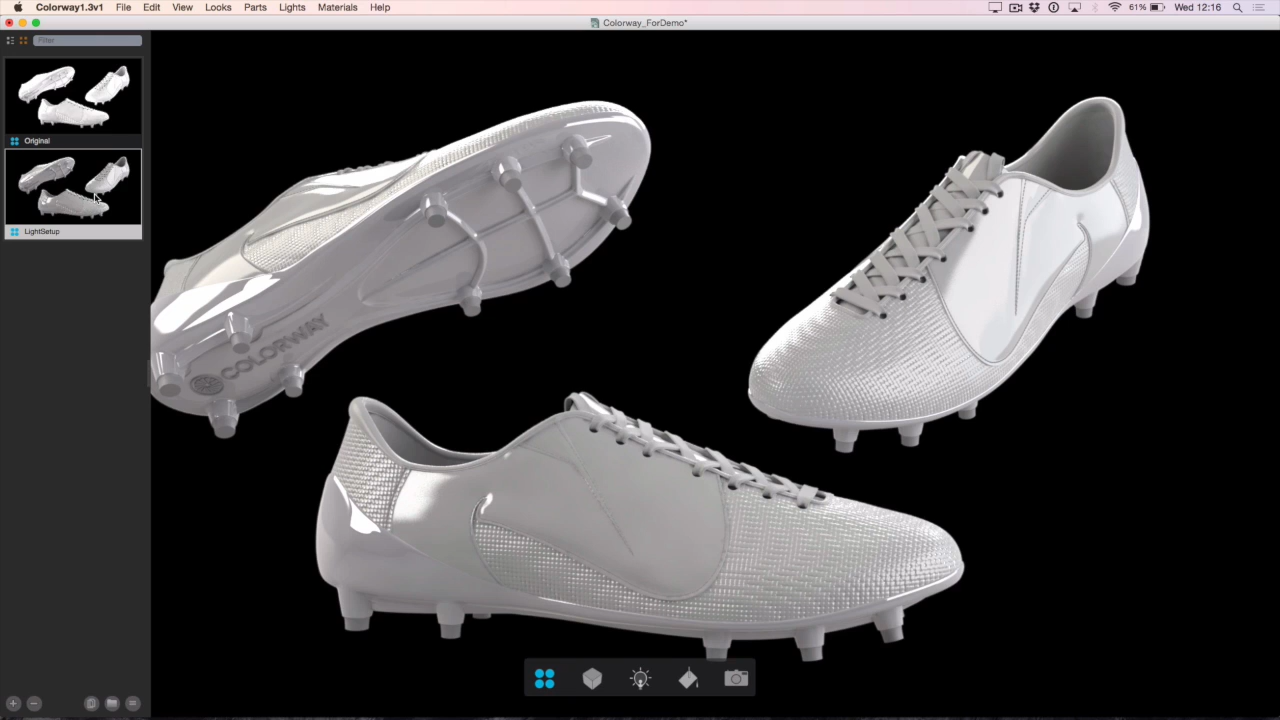 Colorway1.3v1 File Edit View Looks Parts Lights Materials Help 61% Wed 12:16
Colorway_ForDemo*
Filter
Original
LightSetup
COLORWAY